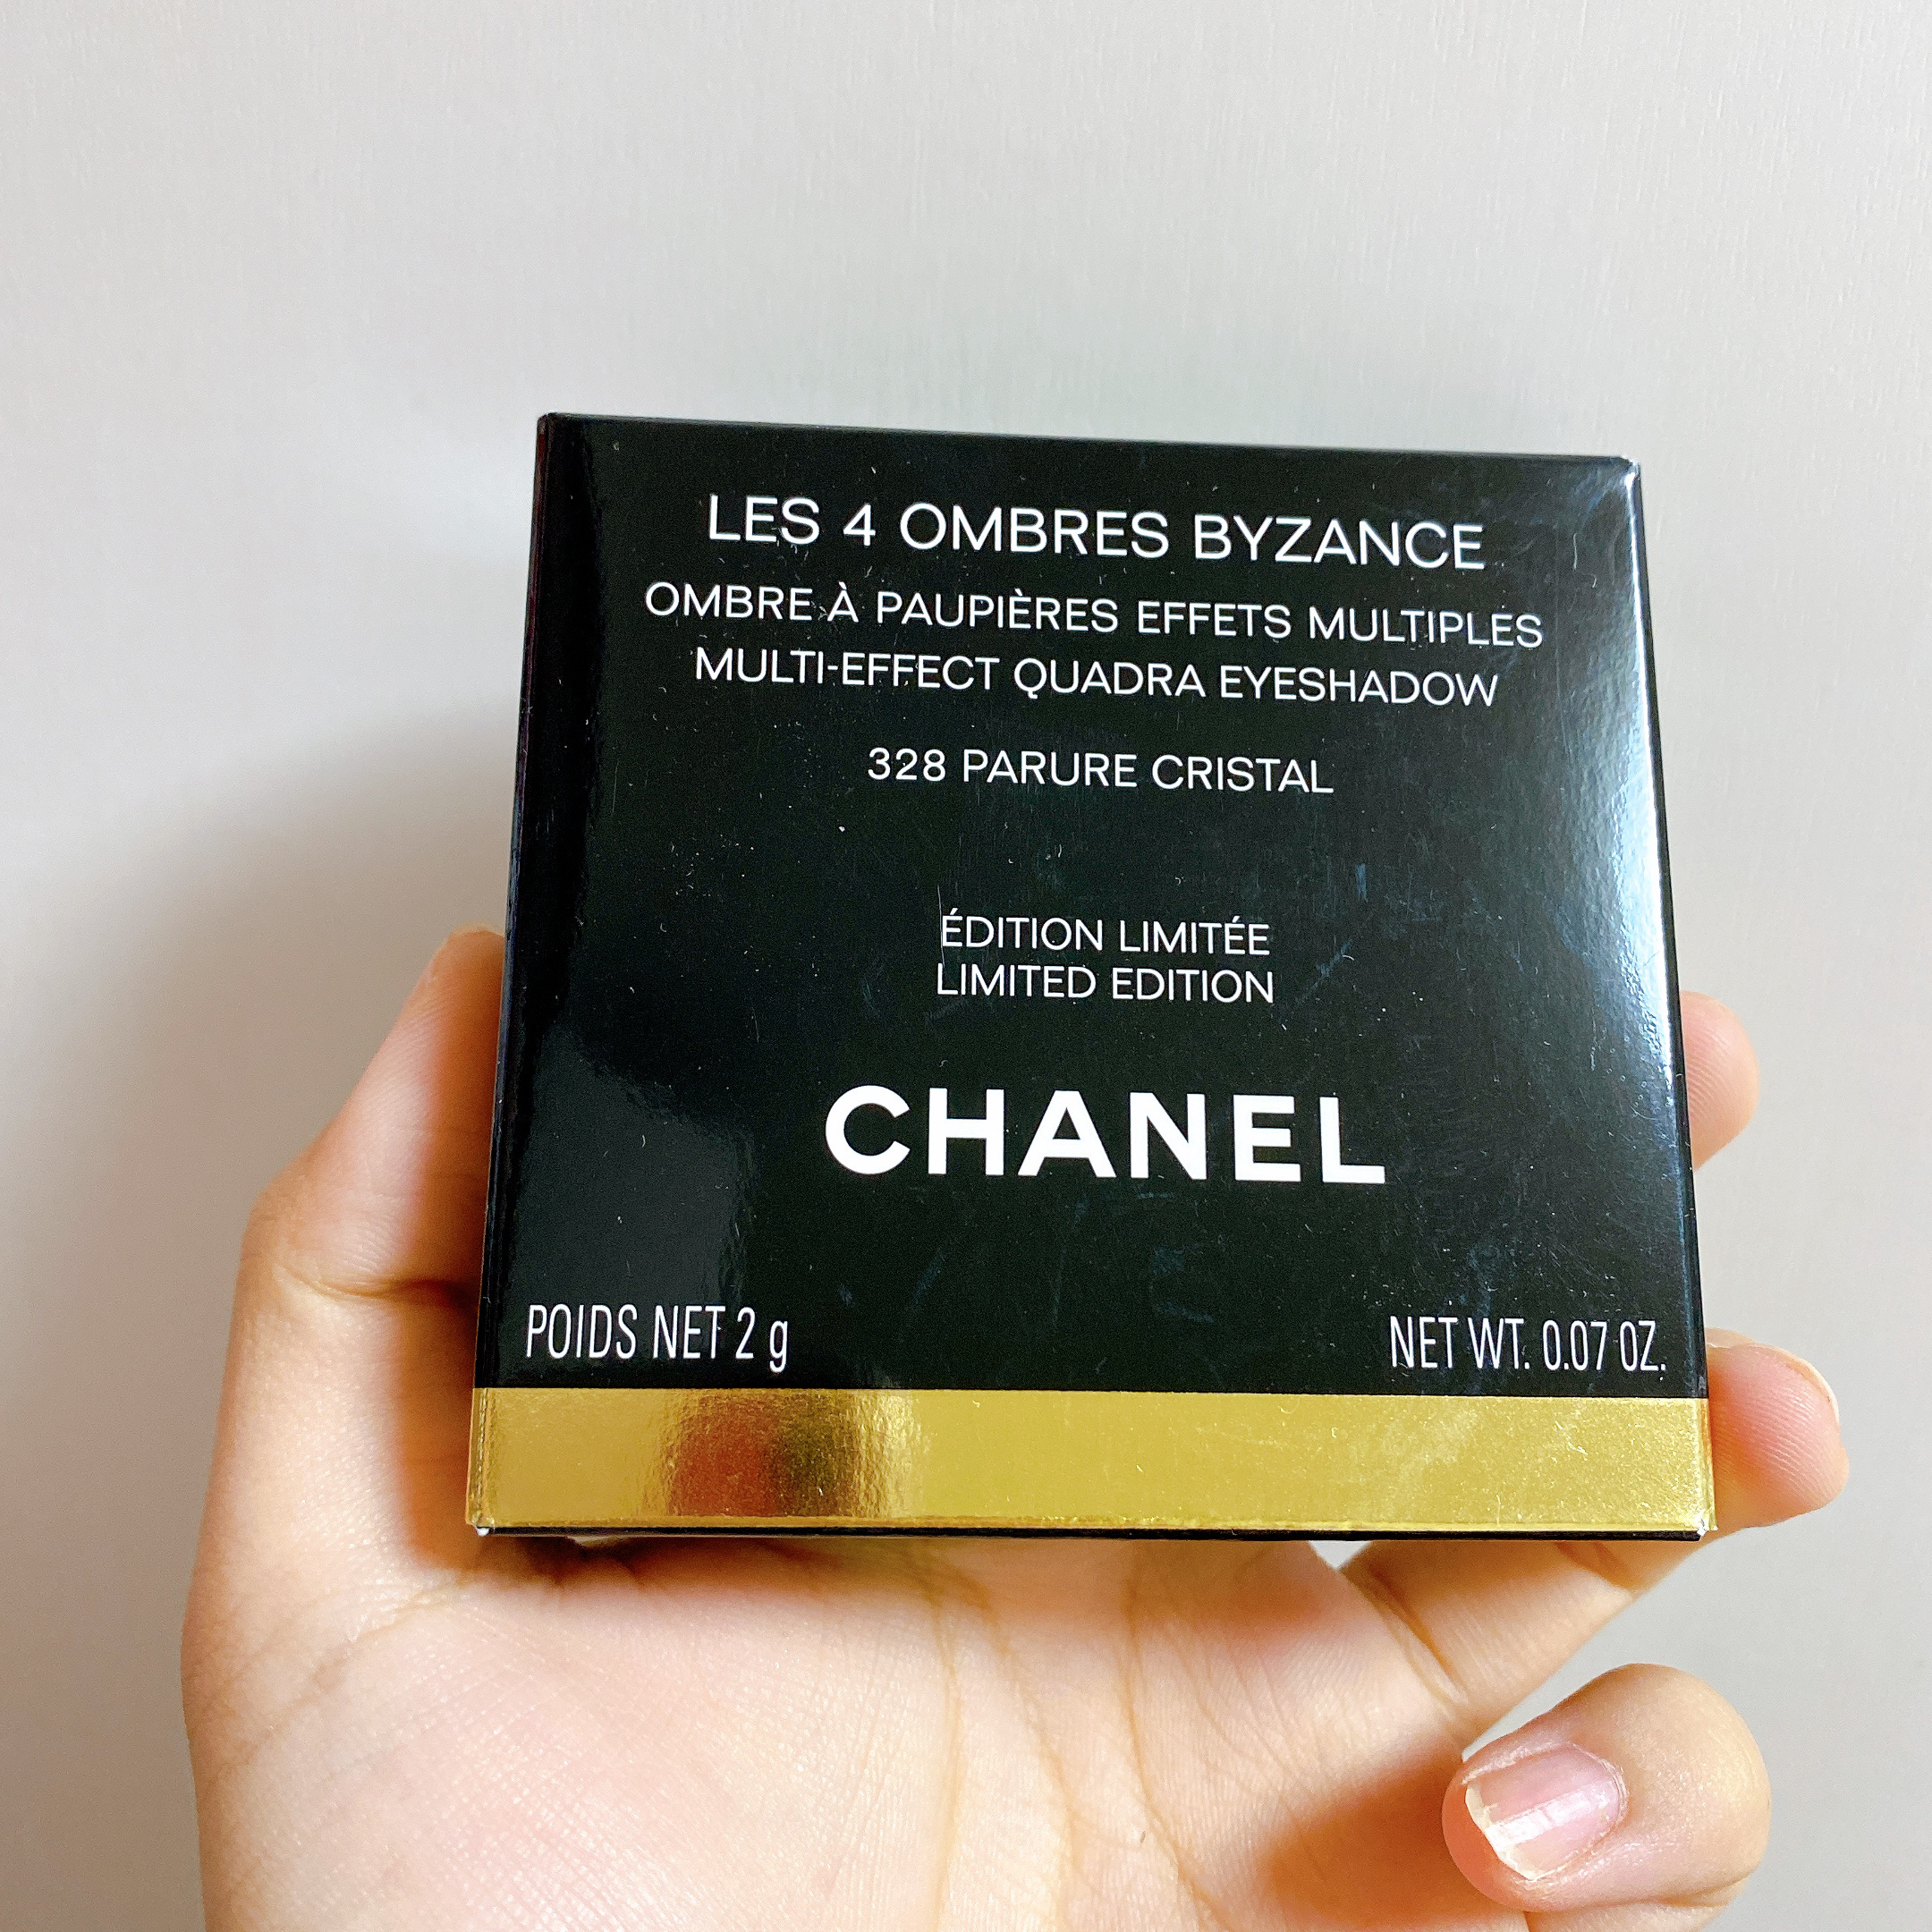 LES 4 OMBRES BYZANCE
OMBRE À PAUPIÈRES EFFETS MULTIPLES
MULTI-EFFECT QUADRA EYESHADOW
328 PARURE CRISTAL
ÉDITION LIMITÉE
LIMITED EDITION
CHANEL
POIDS NET 2 g
NET WT. 0.07 OZ.